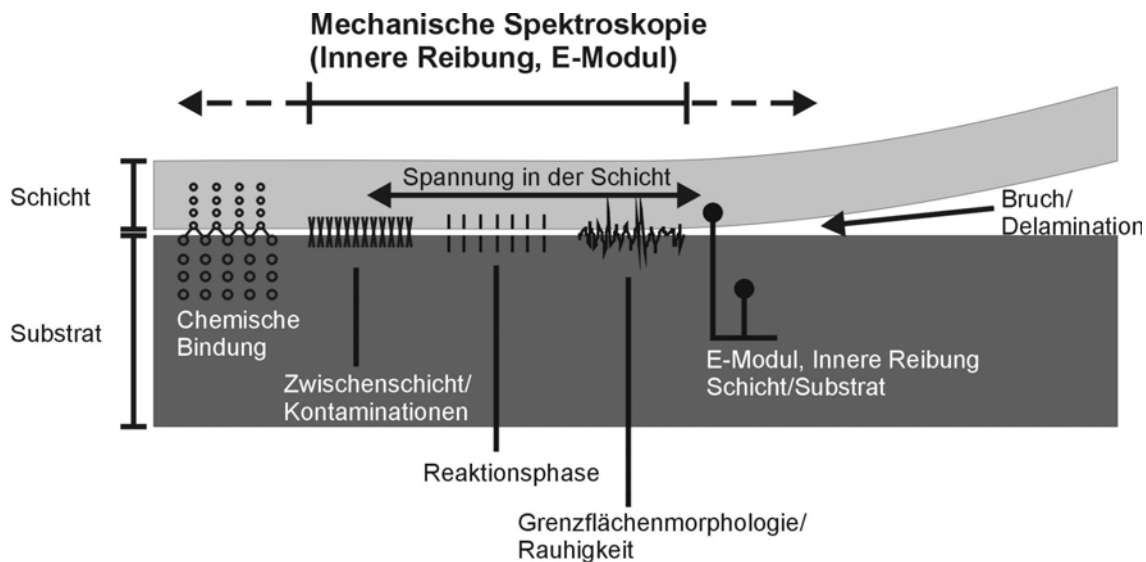 Mechanische Spektroskopie
(Innere Reibung, E-Modul)
Schicht
Spannung in der Schicht
Bruch/
Delamination
Substrat
Chemische
Bindung
Zwischenschicht/
Kontaminationen
E-Modul, Innere Reibung
Schicht/Substrat
Reaktionsphase
Grenzflächenmorphologie/
Rauhigkeit